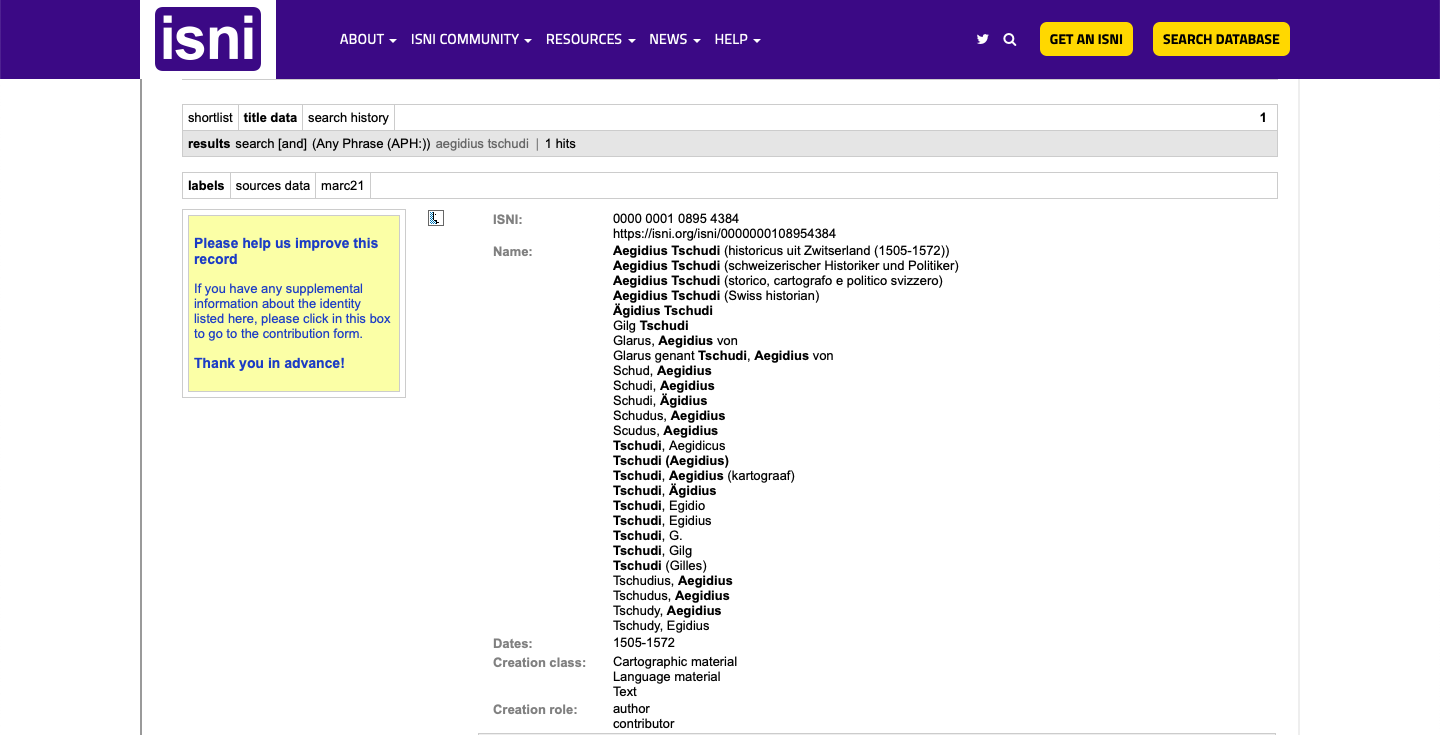 isni
ABOUT ISNI COMMUNITY RESOURCES NEWS HELP GET AN ISNI SEARCH DATABASE
shortlist title data search history 1
results search [and] (Any Phrase (APH:)) aegidius tschudi | 1 hits
labels sources data marc21
Please help us improve this
record
If you have any supplemental
information about the identity
listed here, please click in this box
to go to the contribution form.
Thank you in advance!
ISNI: 0000 0001 0895 4384
https://isni.org/isni/0000000108954384
Name: Aegidius Tschudi (historicus uit Zwitserland (1505-1572))
Aegidius Tschudi (schweizerischer Historiker und Politiker)
Aegidius Tschudi (storico, cartografo e politico svizzero)
Aegidius Tschudi (Swiss historian)
Ägidius Tschudi
Gilg Tschudi
Glarus, Aegidius von
Glarus genant Tschudi, Aegidius von
Schud, Aegidius
Schudi, Aegidius
Schudi, Ägidius
Schudus, Aegidius
Scudus, Aegidius
Tschudi, Aegidicus
Tschudi (Aegidius)
Tschudi, Aegidius (kartograaf)
Tschudi, Ägidius
Tschudi, Egidio
Tschudi, Egidius
Tschudi, G.
Tschudi, Gilg
Tschudi (Gilles)
Tschudius, Aegidius
Tschudus, Aegidius
Tschudy, Aegidius
Tschudy, Egidius
Dates: 1505-1572
Creation class: Cartographic material
Language material
Text
Creation role: author
contributor